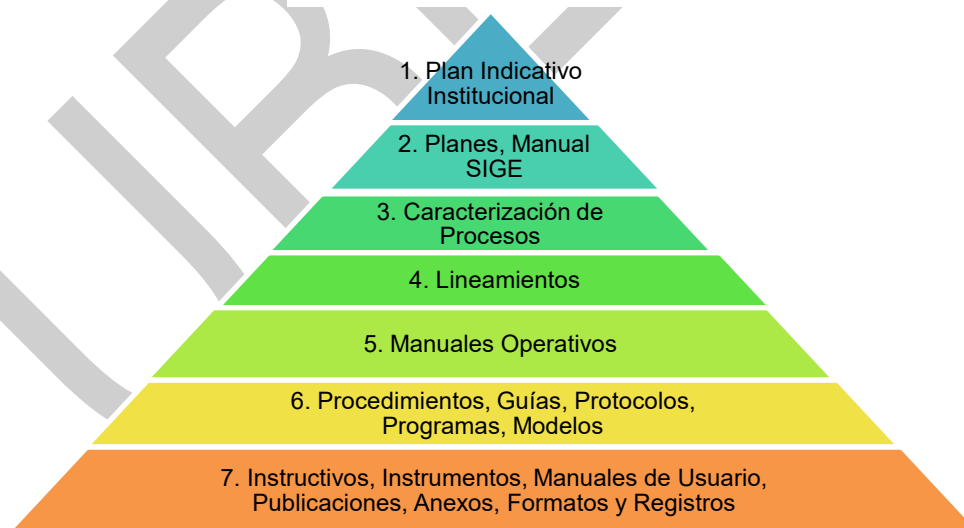 1. Plan Indicativo
Institucional
2. Planes, Manual
SIGE
3. Caracterización de
Procesos
4. Lineamientos
5. Manuales Operativos
6. Procedimientos, Guías, Protocolos,
Programas, Modelos
7. Instructivos, Instrumentos, Manuales de Usuario,
Publicaciones, Anexos, Formatos y Registros